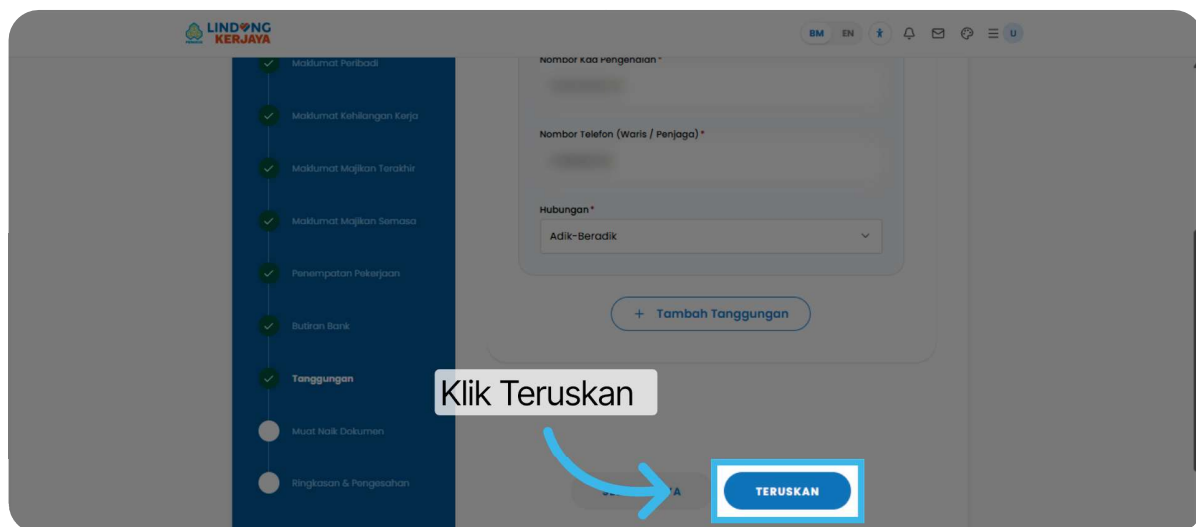 LINDUNG
KERJAYA
BM EN
U
Maklumat Peribadi
Maklumat Kehilangan Kerja
Maklumat Majikan Terakhir
Maklumat Majikan Semasa
Penempatan Pekerjaan
Butiran Bank
Tanggungan
Muat Naik Dokumen
Ringkasan & Pengesahan
Nombor Kad Pengenalan *
Nombor Telefon (Waris / Penjaga) *
Hubungan *
Adik-Beradik
+ Tambah Tanggungan
Klik Teruskan
TERUSKAN